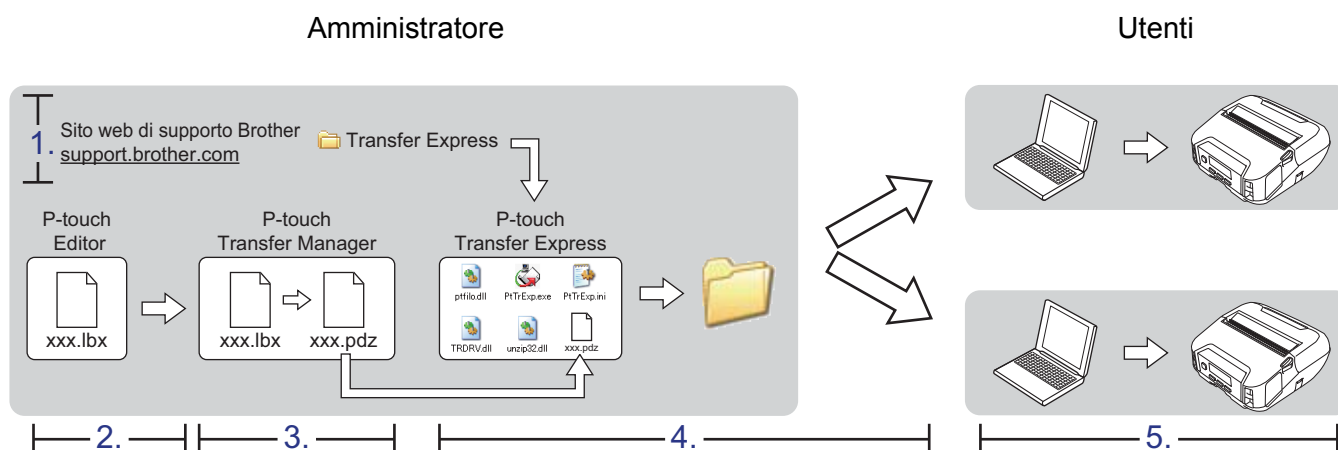 Amministratore
Utenti
1.
Sito web di supporto Brother
support.brother.com
Transfer Express
P-touch
Editor
xxx.lbx
P-touch
Transfer Manager
xxx.lbx
xxx.pdz
P-touch
Transfer Express
ptfilo.dll
PtTrExp.exe
PtTrExp.ini
TRDRV.dll
unzip32.dll
xxx.pdz
2.
3.
4.
5.